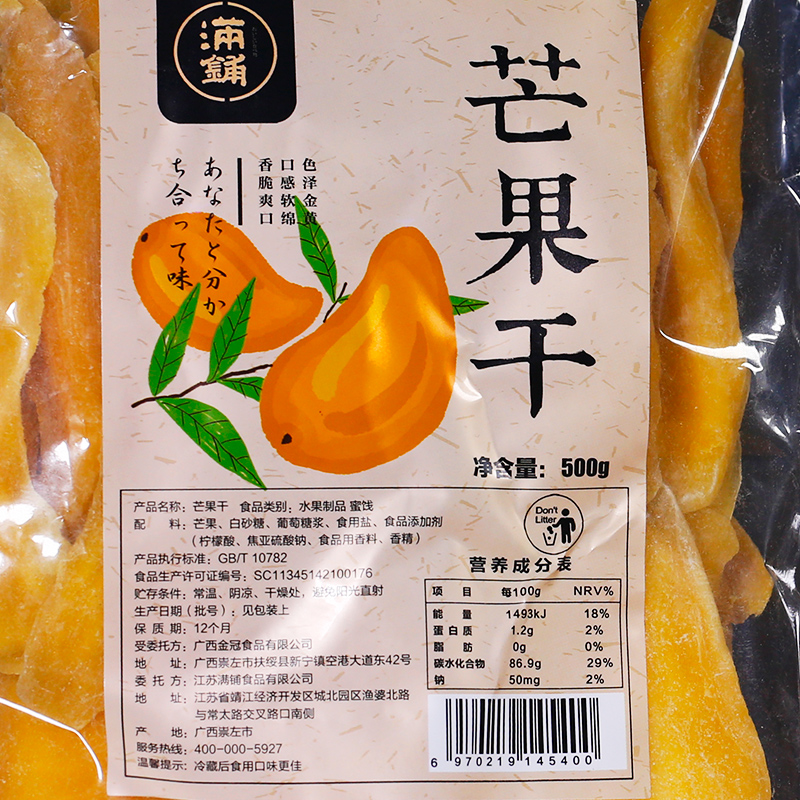 满
铺
芒果干
色泽金黄
口感软绵
香脆爽口
あなたと分か
ち合って味
净含量：500g
Don't
Litter
产品名称：芒果干 食品类别：水果制品 蜜饯
配 料：芒果、白砂糖、葡萄糖浆、食用盐、食品添加剂
（柠檬酸、焦亚硫酸钠、食品用香料、香精）
产品执行标准：GB/T 10782
食品生产许可证编号：SC11345142100176
贮存条件：常温、阴凉、干燥处，避免阳光直射
生产日期（批号）：见包装上
保 质 期：12个月
受委托方：广西金冠食品有限公司
地 址：广西崇左市扶绥县新宁镇空港大道东42号
委 托 方：江苏满铺食品有限公司
地 址：江苏省靖江经济开发区城北园区渔婆北路
与常太路交叉路口南侧
产 地：广西崇左市
服务热线：400-000-5927
温馨提示：冷藏后食用口味更佳
营养成分表
项 目 每100g NRV%
能 量 1493kJ 18%
蛋白质 1.2g 2%
脂 肪 0g 0%
碳水化合物 86.9g 29%
钠 50mg 2%
6 970219 145400